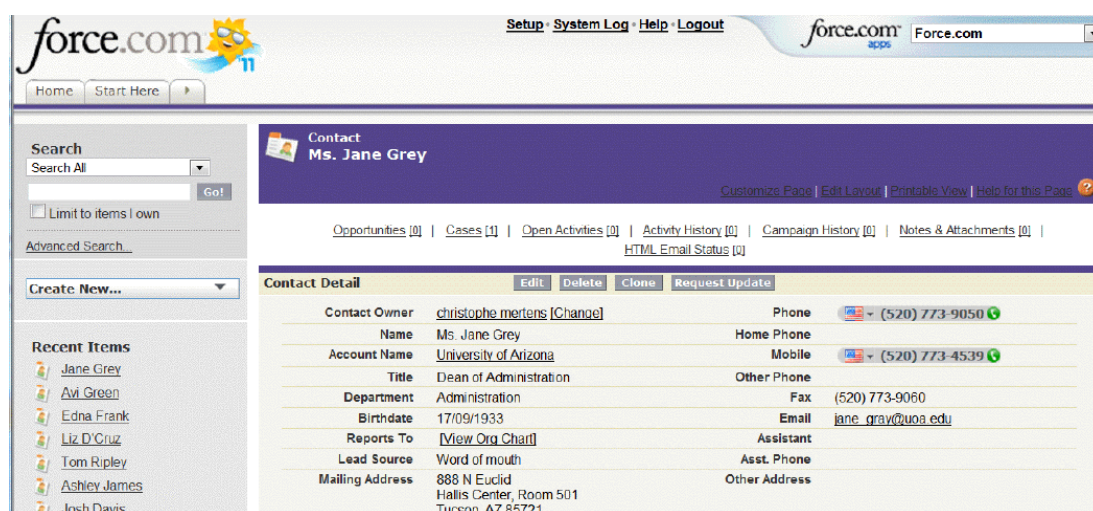 force.com
'11
Setup · System Log · Help · Logout
force.com™
apps
Force.com
Home
Start Here
Search
Search All
Go!
Limit to items I own
Advanced Search...
Create New...
Recent Items
Jane Grey
Avi Green
Edna Frank
Liz D'Cruz
Tom Ripley
Ashley James
Josh Davis
Contact
Ms. Jane Grey
Customize Page | Edit Layout | Printable View | Help for this Page ?
Opportunities [0] | Cases [1] | Open Activities [0] | Activity History [0] | Campaign History [0] | Notes & Attachments [0] |
HTML Email Status [0]
Contact Detail Edit Delete Clone Request Update
Contact Owner christophe mertens [Change] Phone (520) 773-9050
Name Ms. Jane Grey Home Phone
Account Name University of Arizona Mobile (520) 773-4539
Title Dean of Administration Other Phone
Department Administration Fax (520) 773-9060
Birthdate 17/09/1933 Email jane_gray@uoa.edu
Reports To [View Org Chart] Assistant
Lead Source Word of mouth Asst. Phone
Mailing Address 888 N Euclid Other Address
Hallis Center, Room 501
Tucson, AZ 85721